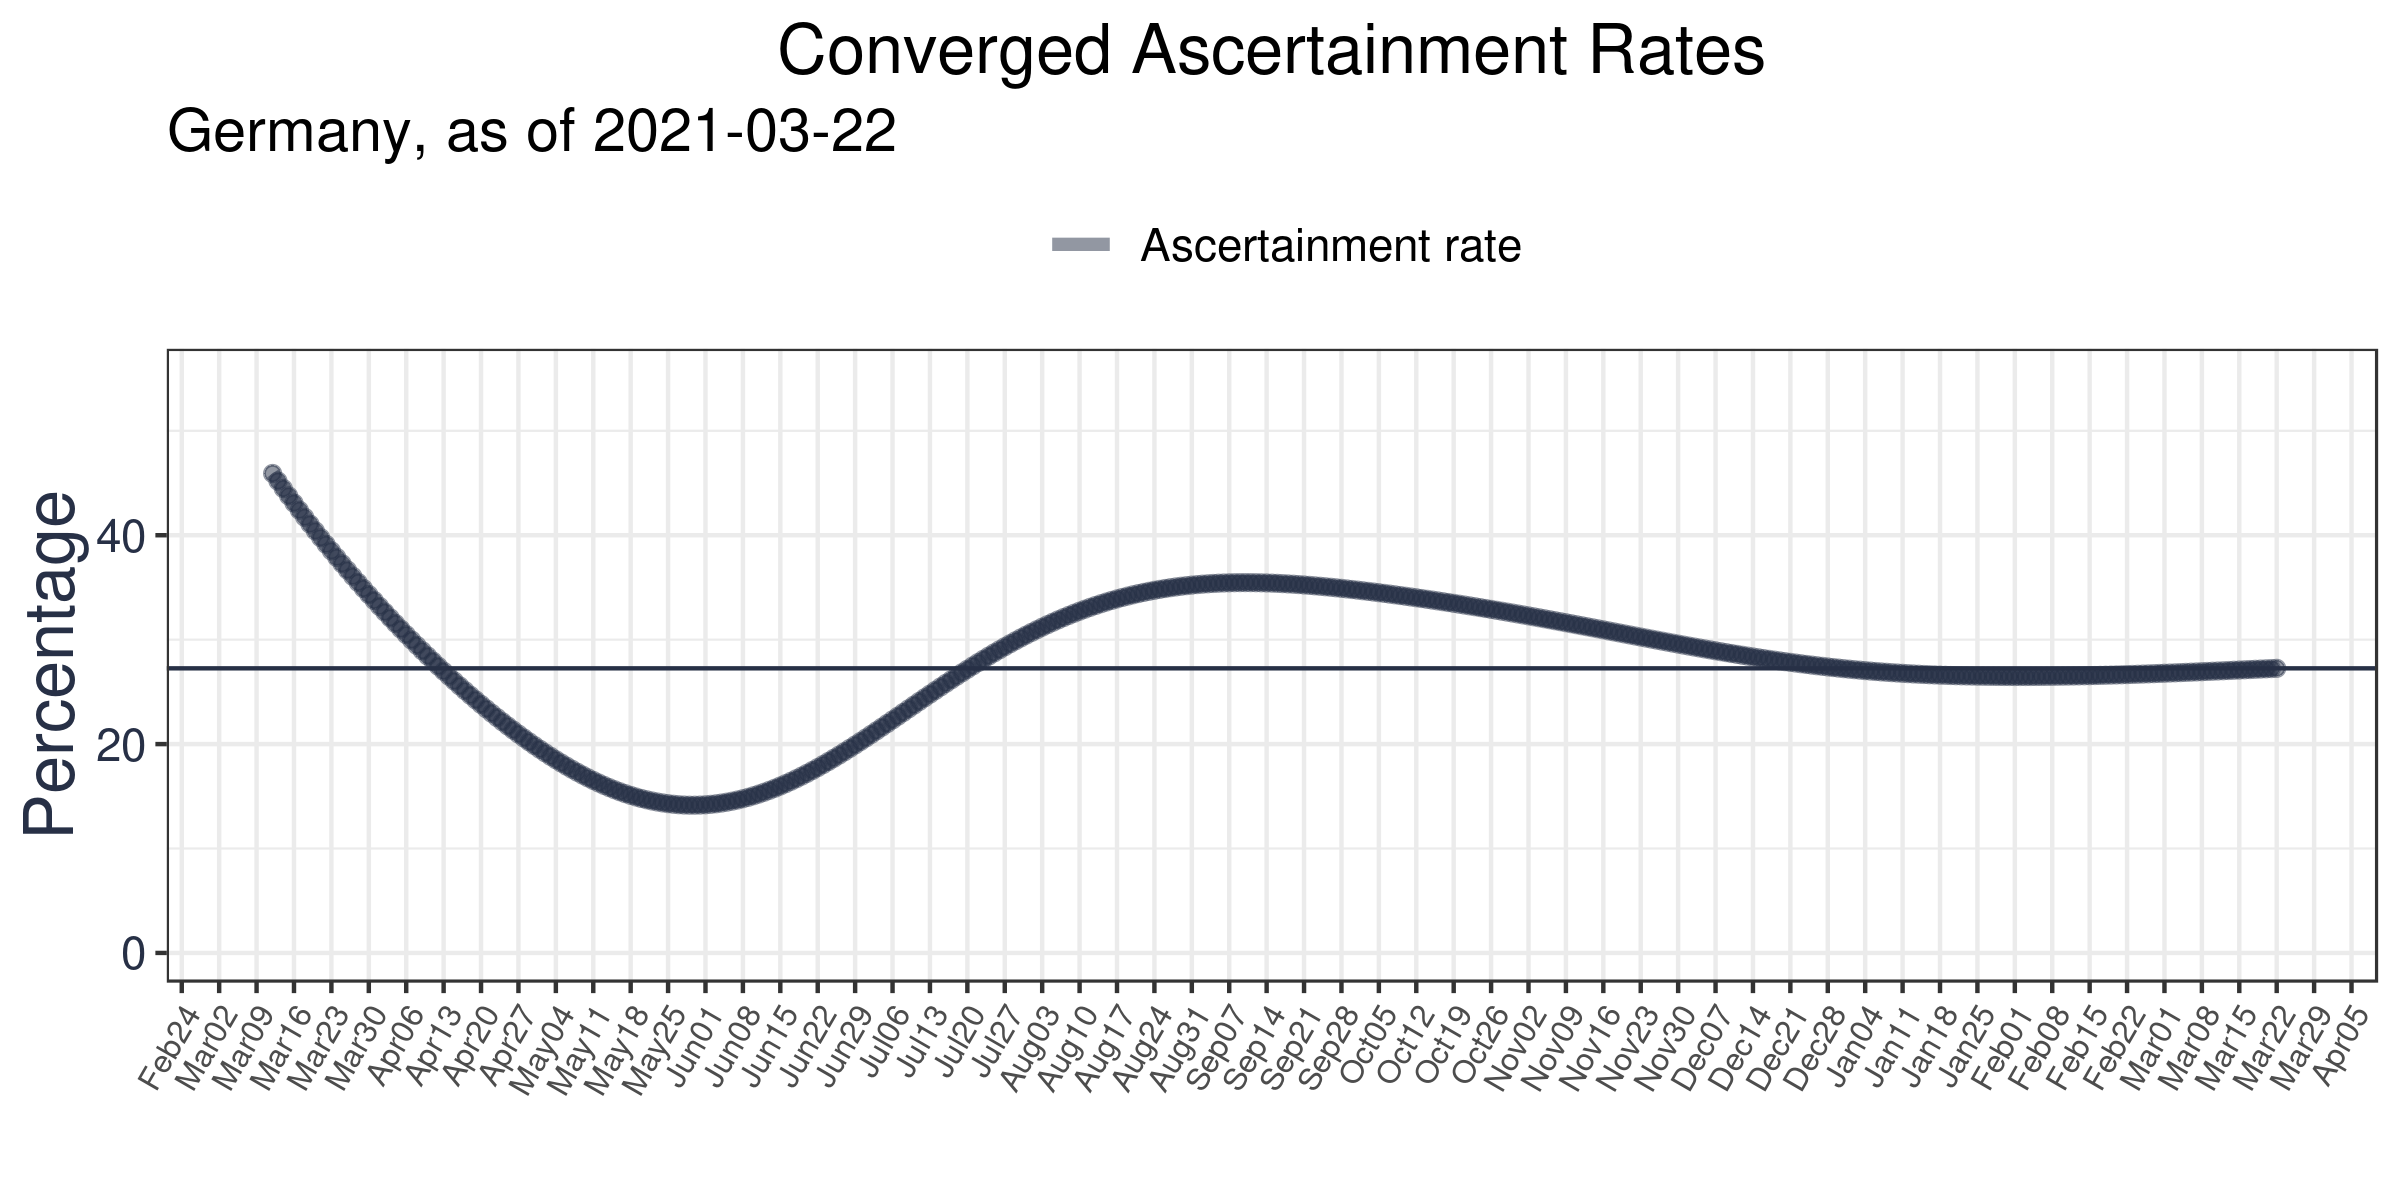 Converged Ascertainment Rates
Germany, as of 2021-03-22
Ascertainment rate
Percentage
40
20
0
Feb24
Mar02
Mar09
Mar16
Mar23
Mar30
Apr06
Apr13
Apr20
Apr27
May04
May11
May18
May25
Jun01
Jun08
Jun15
Jun22
Jun29
Jul06
Jul13
Jul20
Jul27
Aug03
Aug10
Aug17
Aug24
Aug31
Sep07
Sep14
Sep21
Sep28
Oct05
Oct12
Oct19
Oct26
Nov02
Nov09
Nov16
Nov23
Nov30
Dec07
Dec14
Dec21
Dec28
Jan04
Jan11
Jan18
Jan25
Feb01
Feb08
Feb15
Feb22
Mar01
Mar08
Mar15
Mar22
Mar29
Apr05